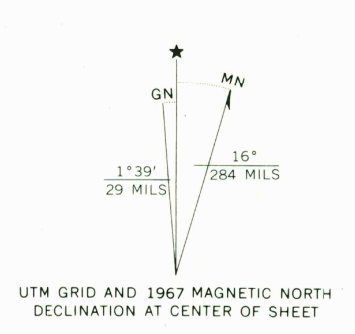 MN
GN
1°39'
29 MILS
16°
284 MILS
UTM GRID AND 1967 MAGNETIC NORTH
DECLINATION AT CENTER OF SHEET